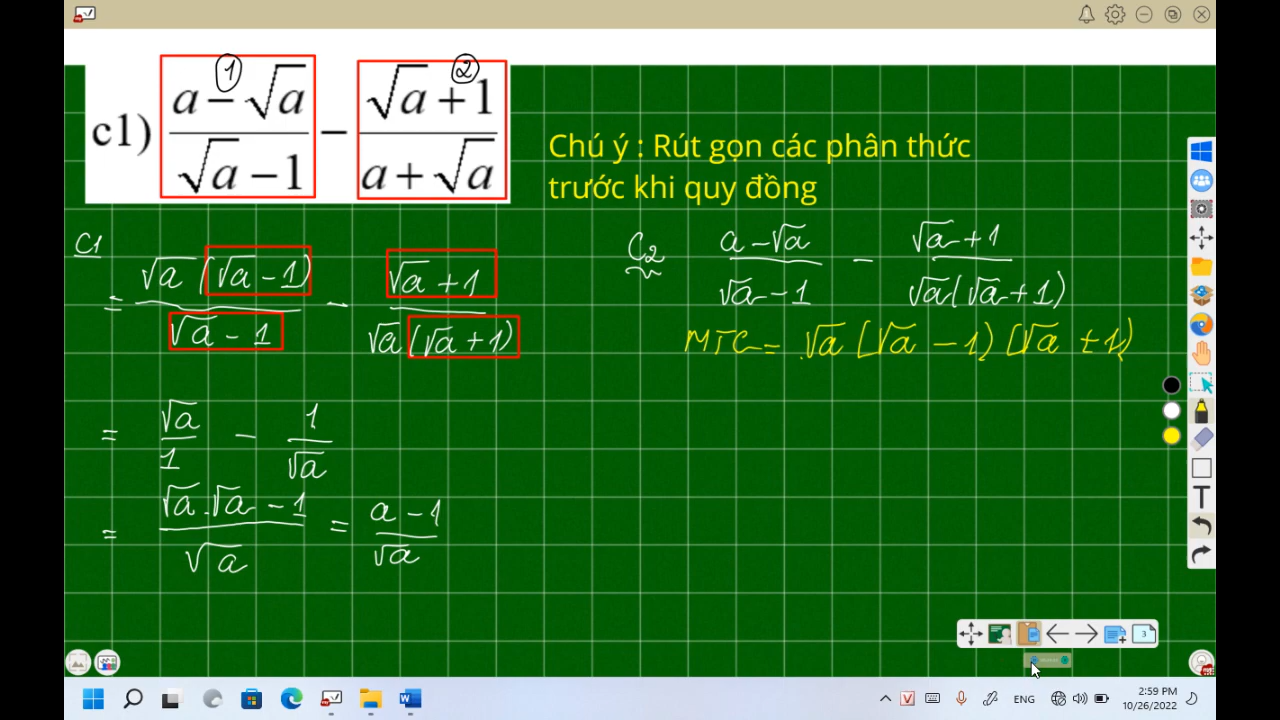 1
2
c1) (a − √a)/(√a − 1) − (√a + 1)/(a + √a)
Chú ý : Rút gọn các phân thức
trước khi quy đồng
C1
= √a (√a − 1)/(√a − 1) − (√a + 1)/(√a (√a + 1))
= √a/1 − 1/√a
= (√a . √a − 1)/√a = (a − 1)/√a
C2
(a − √a)/(√a − 1) − (√a + 1)/(√a (√a + 1))
MTC = √a (√a − 1) (√a + 1)
T
3
V
ENG
2:59 PM
10/26/2022